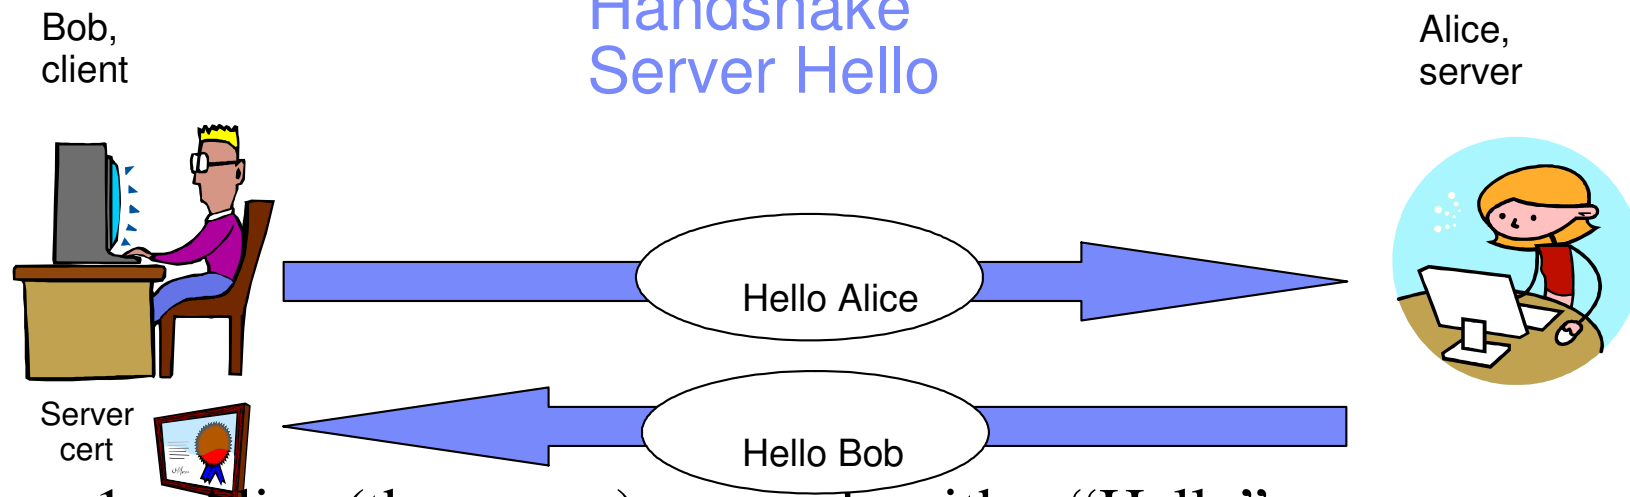 Handshake
Server Hello
Bob,
client
Alice,
server
Hello Alice
Server
cert
Hello Bob